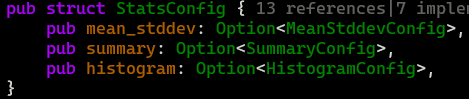 pub struct StatsConfig { 13 references|7 implem
pub mean_stddev: Option<MeanStddevConfig>,
pub summary: Option<SummaryConfig>,
pub histogram: Option<HistogramConfig>,
}